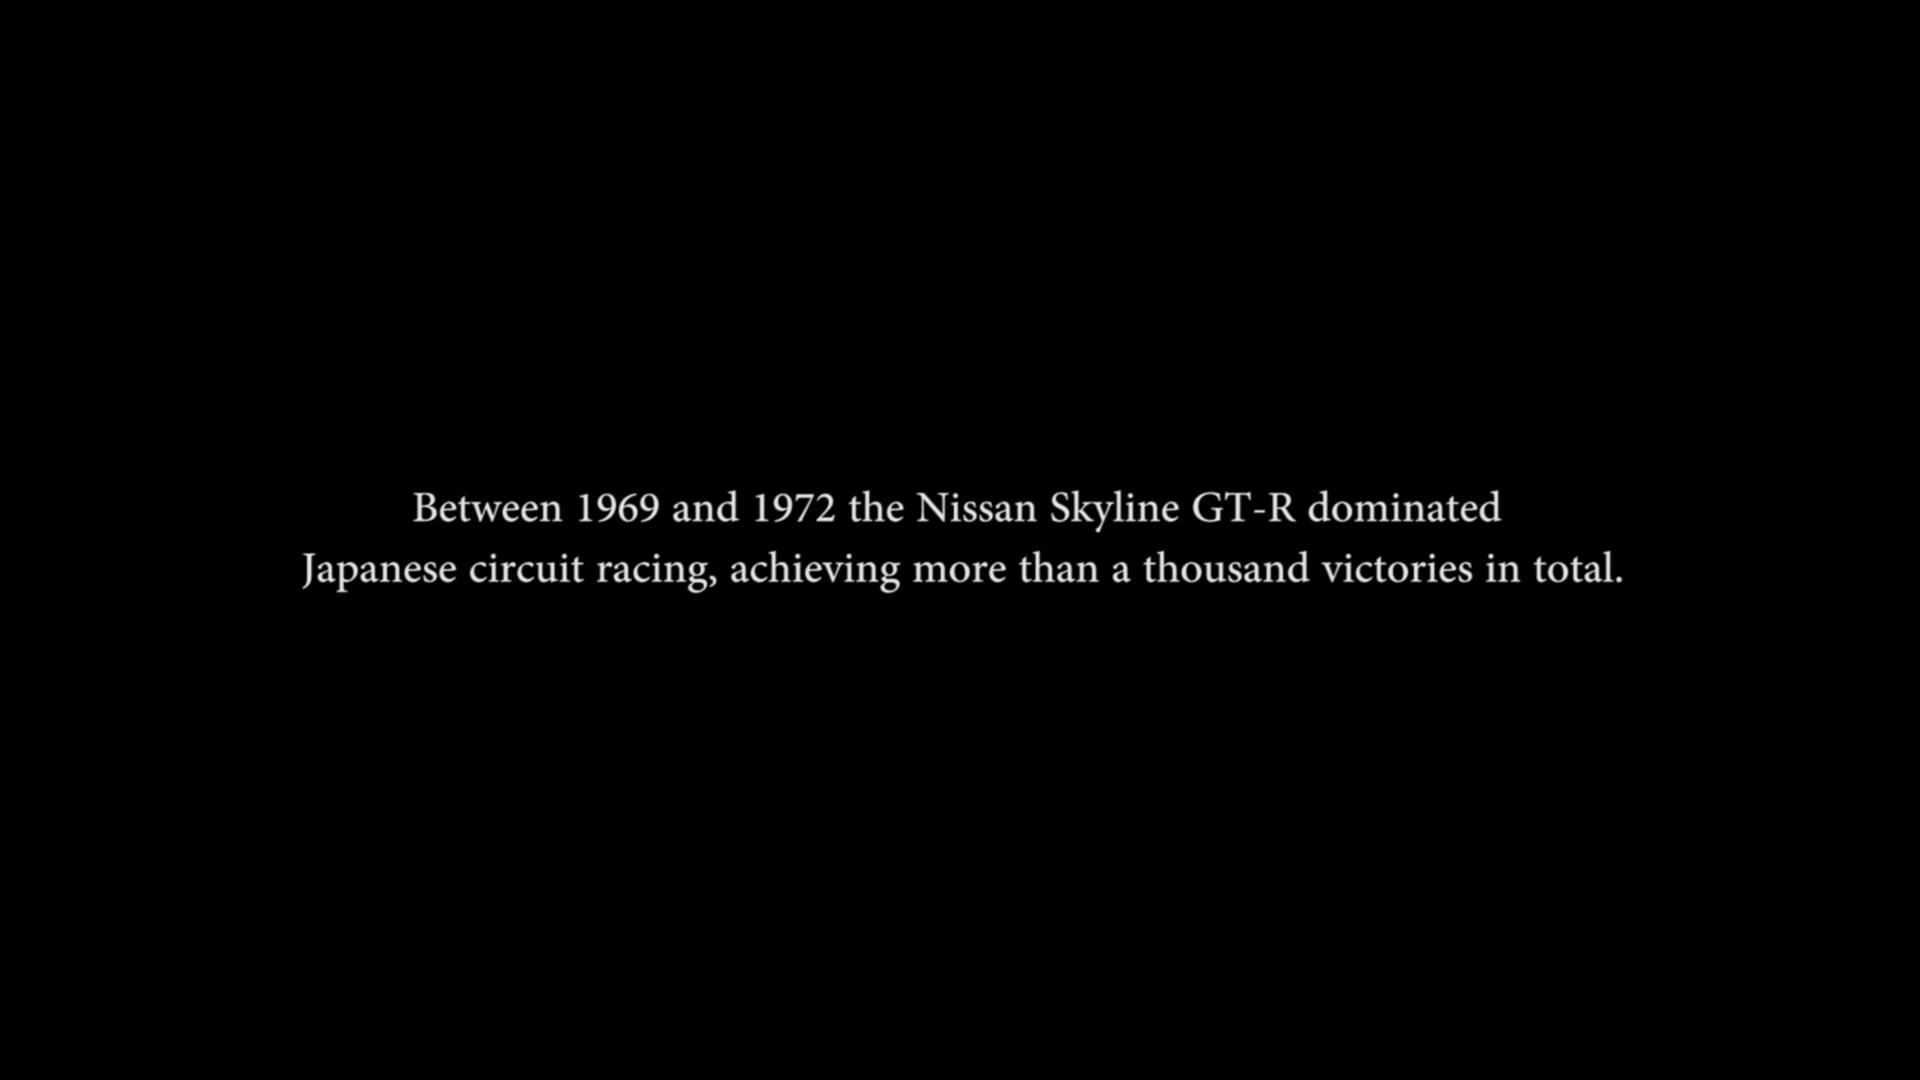 Between 1969 and 1972 the Nissan Skyline GT-R dominated
Japanese circuit racing, achieving more than a thousand victories in total.